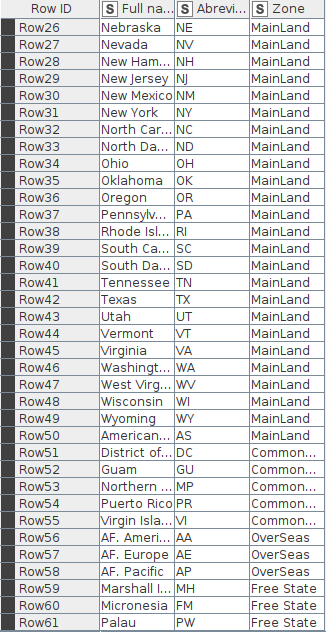 Row ID S Full na... S Abrevi... S Zone
Row26 Nebraska NE MainLand
Row27 Nevada NV MainLand
Row28 New Ham... NH MainLand
Row29 New Jersey NJ MainLand
Row30 New Mexico NM MainLand
Row31 New York NY MainLand
Row32 North Car... NC MainLand
Row33 North Da... ND MainLand
Row34 Ohio OH MainLand
Row35 Oklahoma OK MainLand
Row36 Oregon OR MainLand
Row37 Pennsylv... PA MainLand
Row38 Rhode Isl... RI MainLand
Row39 South Ca... SC MainLand
Row40 South Da... SD MainLand
Row41 Tennessee TN MainLand
Row42 Texas TX MainLand
Row43 Utah UT MainLand
Row44 Vermont VT MainLand
Row45 Virginia VA MainLand
Row46 Washingt... WA MainLand
Row47 West Virg... WV MainLand
Row48 Wisconsin WI MainLand
Row49 Wyoming WY MainLand
Row50 American... AS MainLand
Row51 District of... DC Common...
Row52 Guam GU Common...
Row53 Northern ... MP Common...
Row54 Puerto Rico PR Common...
Row55 Virgin Isla... VI Common...
Row56 AF. Ameri... AA OverSeas
Row57 AF. Europe AE OverSeas
Row58 AF. Pacific AP OverSeas
Row59 Marshall I... MH Free State
Row60 Micronesia FM Free State
Row61 Palau PW Free State